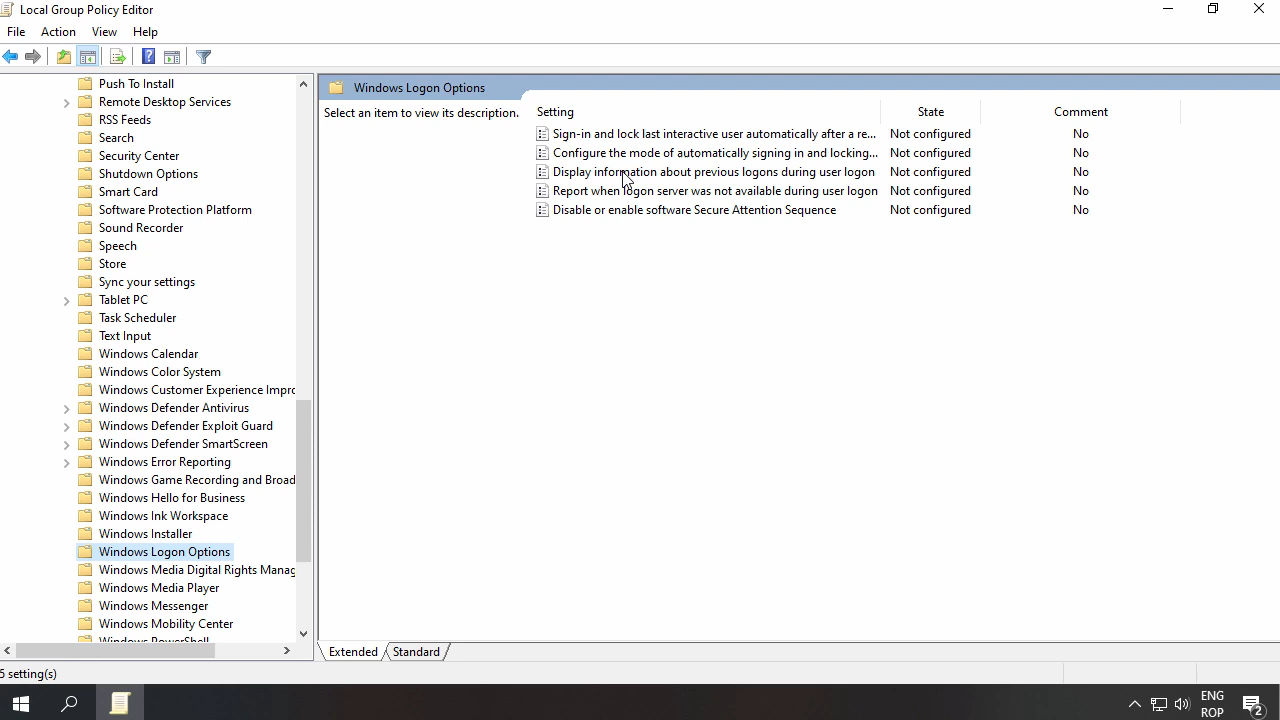 Local Group Policy Editor
File Action View Help
Push To Install
Remote Desktop Services
RSS Feeds
Search
Security Center
Shutdown Options
Smart Card
Software Protection Platform
Sound Recorder
Speech
Store
Sync your settings
Tablet PC
Task Scheduler
Text Input
Windows Calendar
Windows Color System
Windows Customer Experience Impro
Windows Defender Antivirus
Windows Defender Exploit Guard
Windows Defender SmartScreen
Windows Error Reporting
Windows Game Recording and Broad
Windows Hello for Business
Windows Ink Workspace
Windows Installer
Windows Logon Options
Windows Media Digital Rights Manag
Windows Media Player
Windows Messenger
Windows Mobility Center
Windows PowerShell
Windows Logon Options
Select an item to view its description.
Setting State Comment
Sign-in and lock last interactive user automatically after a re... Not configured No
Configure the mode of automatically signing in and locking... Not configured No
Display information about previous logons during user logon Not configured No
Report when logon server was not available during user logon Not configured No
Disable or enable software Secure Attention Sequence Not configured No
Extended Standard
5 setting(s)
ENG
ROP
2